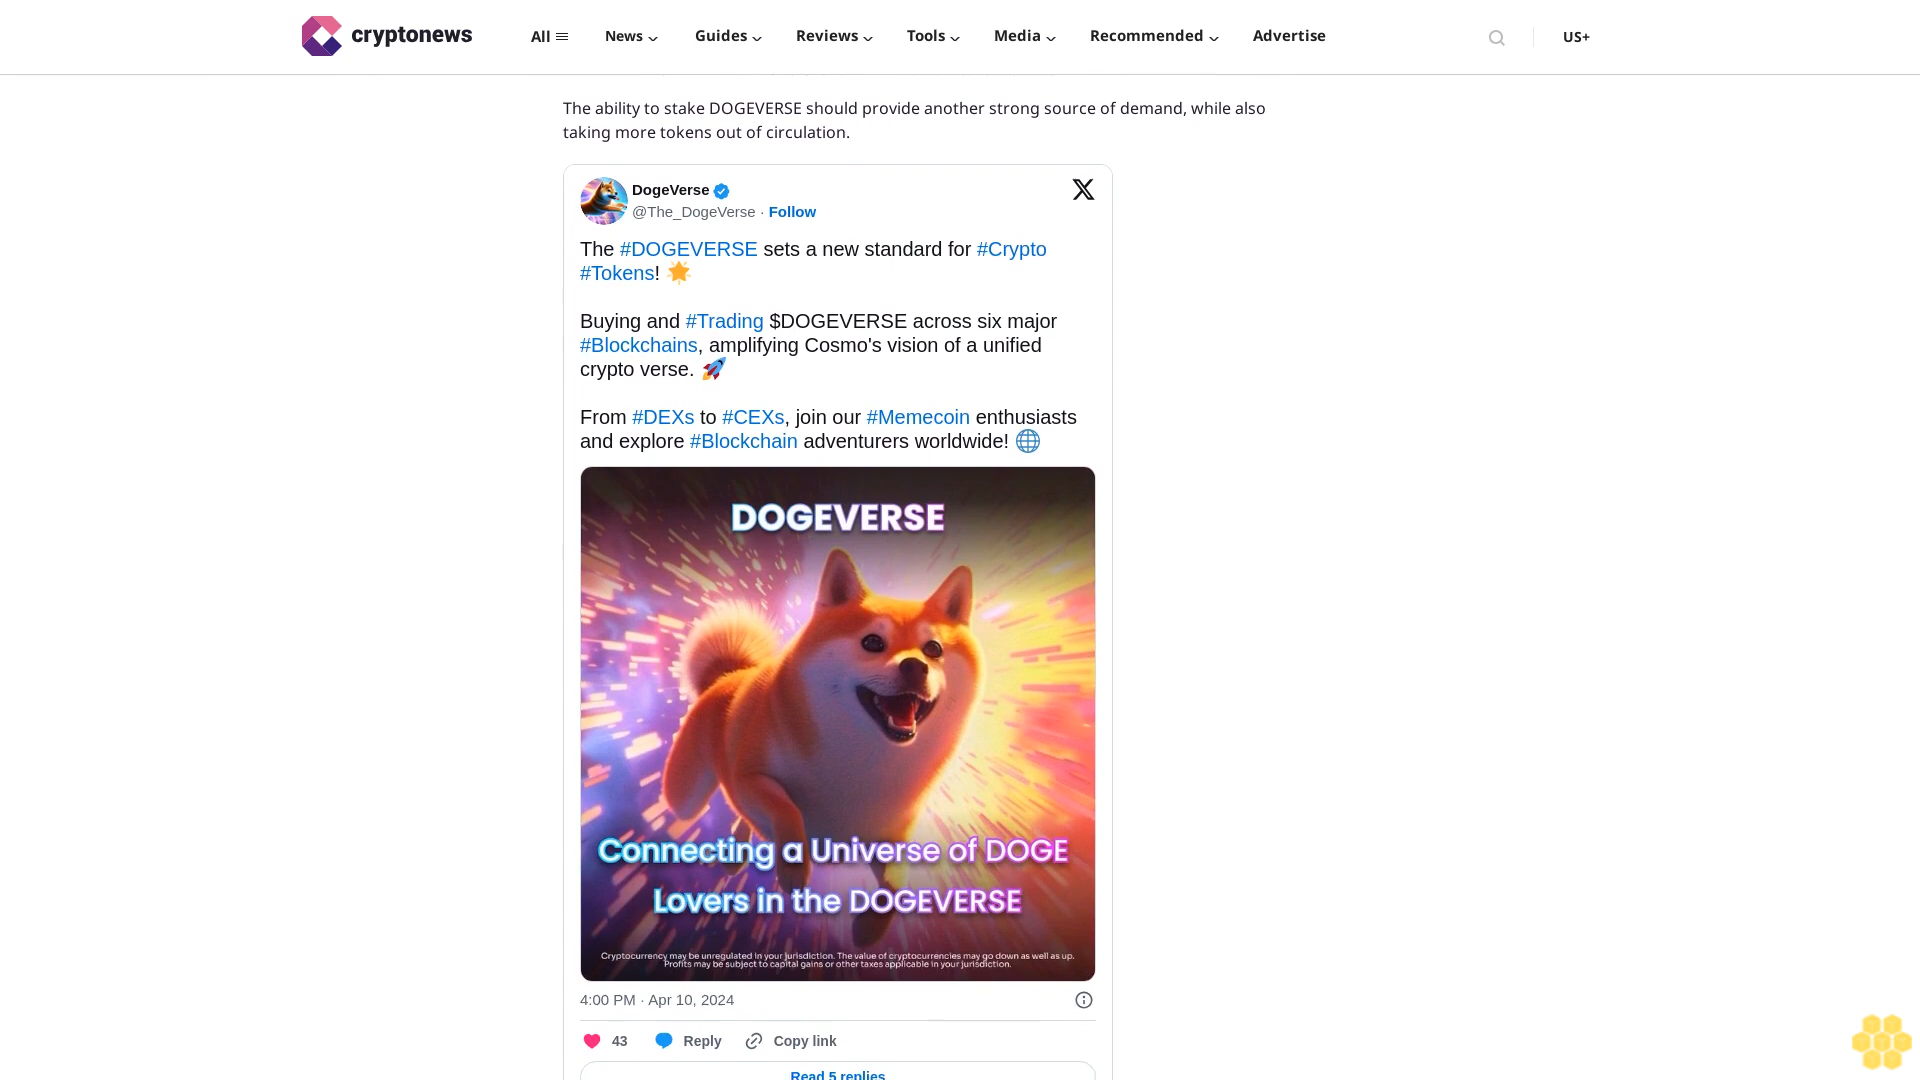 cryptonews
All
News
Guides
Reviews
Tools
Media
Recommended
Advertise
US+
The ability to stake DOGEVERSE should provide another strong source of demand, while also
taking more tokens out of circulation.
DogeVerse
@The_DogeVerse · Follow
The #DOGEVERSE sets a new standard for #Crypto
#Tokens! 🌟
Buying and #Trading $DOGEVERSE across six major
#Blockchains, amplifying Cosmo's vision of a unified
crypto verse. 🚀
From #DEXs to #CEXs, join our #Memecoin enthusiasts
and explore #Blockchain adventurers worldwide! 🌐
DOGEVERSE
Connecting a Universe of DOGE
Lovers in the DOGEVERSE
Cryptocurrency may be unregulated in your jurisdiction. The value of cryptocurrencies may go down as well as up.
Profits may be subject to capital gains or other taxes applicable in your jurisdiction.
4:00 PM · Apr 10, 2024
43
Reply
Copy link
Read 5 replies